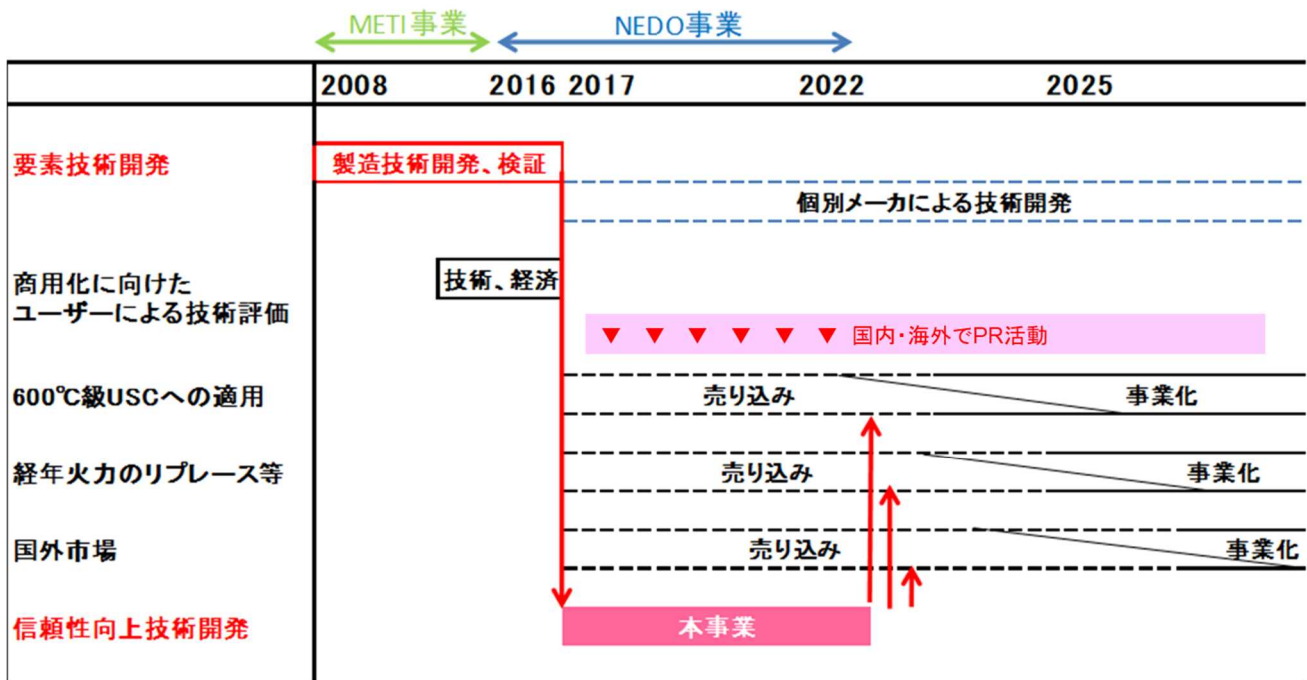 METI事業 NEDO事業
2008 2016 2017 2022 2025
要素技術開発 製造技術開発、検証
個別メーカによる技術開発
商用化に向けた
ユーザーによる技術評価
技術、経済
国内・海外でPR活動
600℃級USCへの適用 売り込み 事業化
経年火力のリプレース等 売り込み 事業化
国外市場 売り込み 事業化
信頼性向上技術開発 本事業